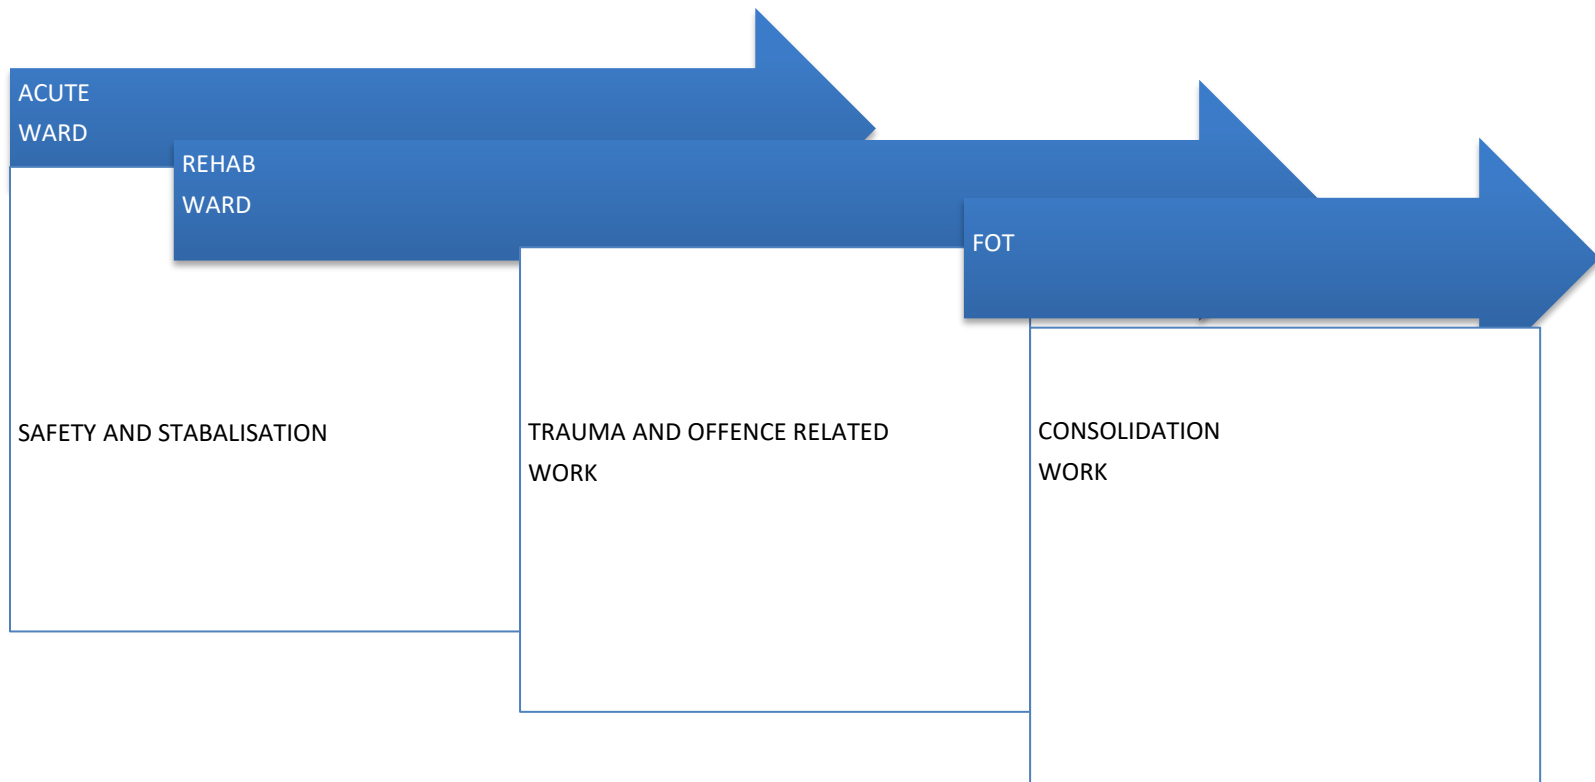 ACUTE
WARD
REHAB
WARD
FOT
SAFETY AND STABALISATION
TRAUMA AND OFFENCE RELATED
WORK
CONSOLIDATION
WORK